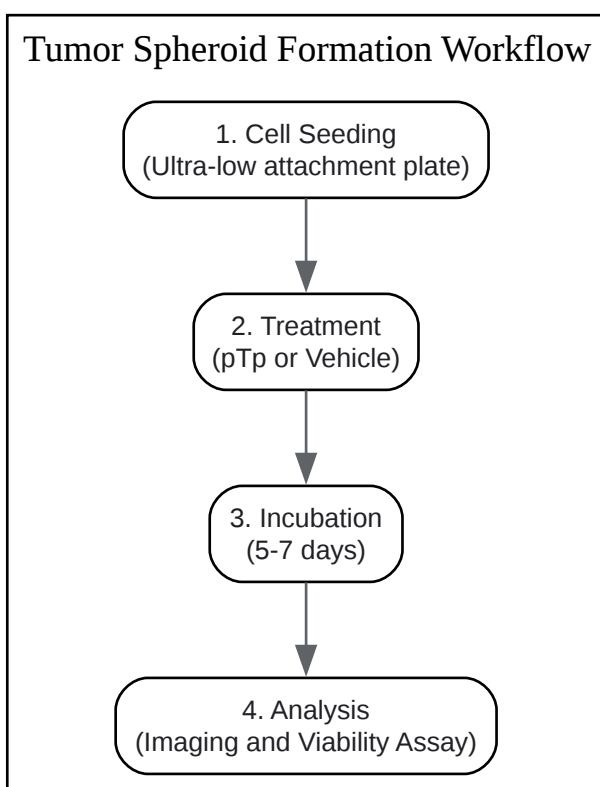 Tumor Spheroid Formation Workflow
1. Cell Seeding
(Ultra-low attachment plate)
2. Treatment
(pTp or Vehicle)
3. Incubation
(5-7 days)
4. Analysis
(Imaging and Viability Assay)